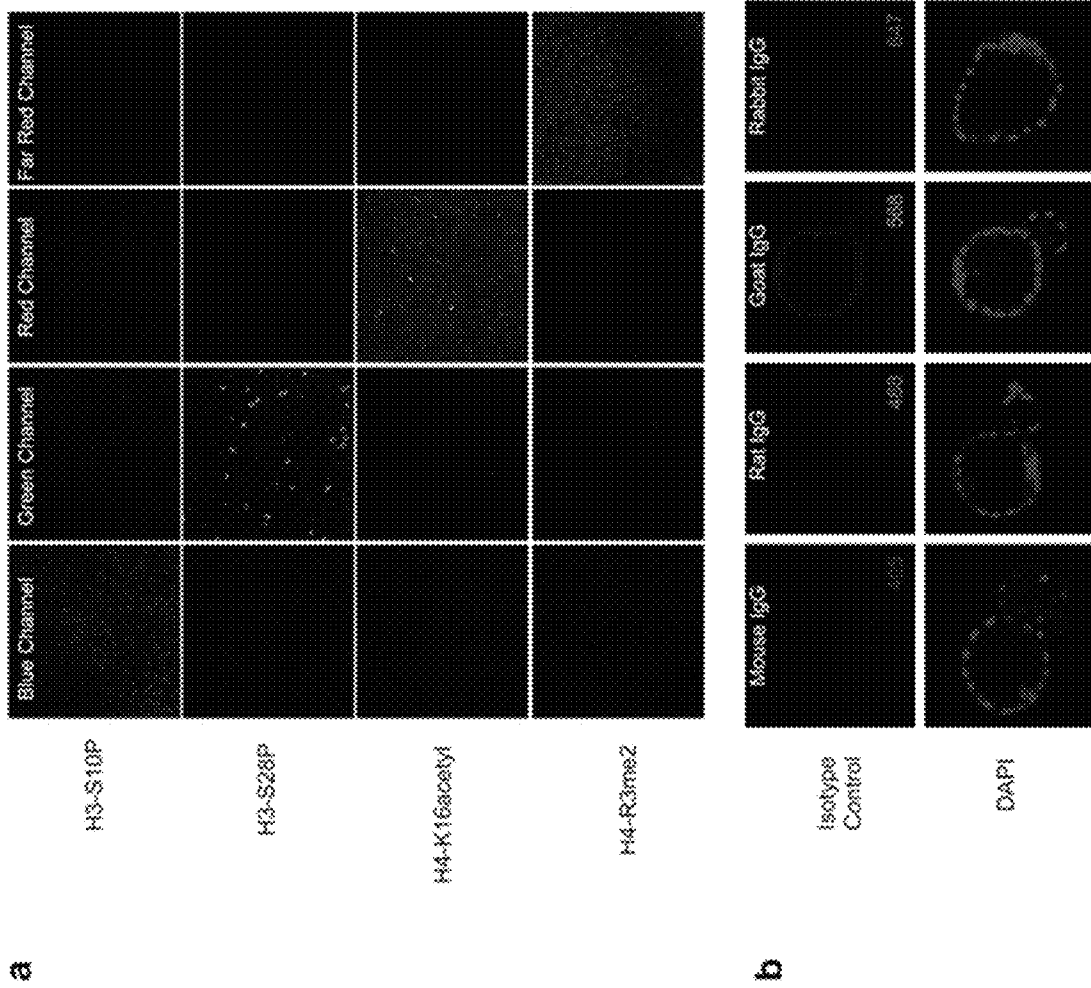 a
Blue Channel
Green Channel
Red Channel
Far Red Channel
H3-S10P
H3-S28P
H4-K16acetyl
H4-R3me2
b
Mouse IgG
Rat IgG
Goat IgG
Rabbit IgG
Isotype
Control
488
568
647
DAPI